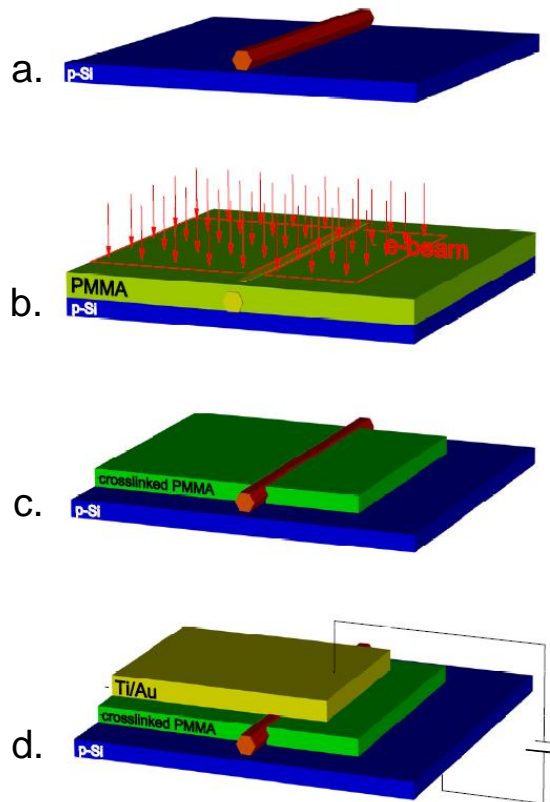 a.
p-Si
e-beam
b.
PMMA
p-Si
c.
crosslinked PMMA
p-Si
Ti/Au
crosslinked PMMA
d.
p-Si